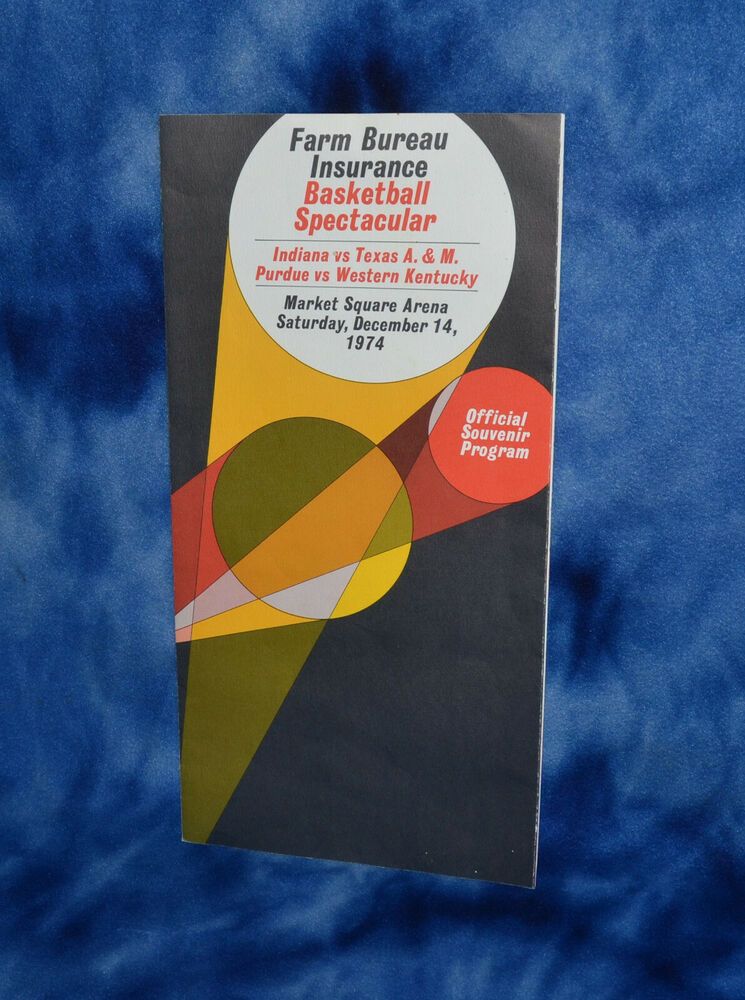 Farm Bureau
Insurance
Basketball
Spectacular
Indiana vs Texas A. & M.
Purdue vs Western Kentucky
Market Square Arena
Saturday, December 14,
1974
Official
Souvenir
Program